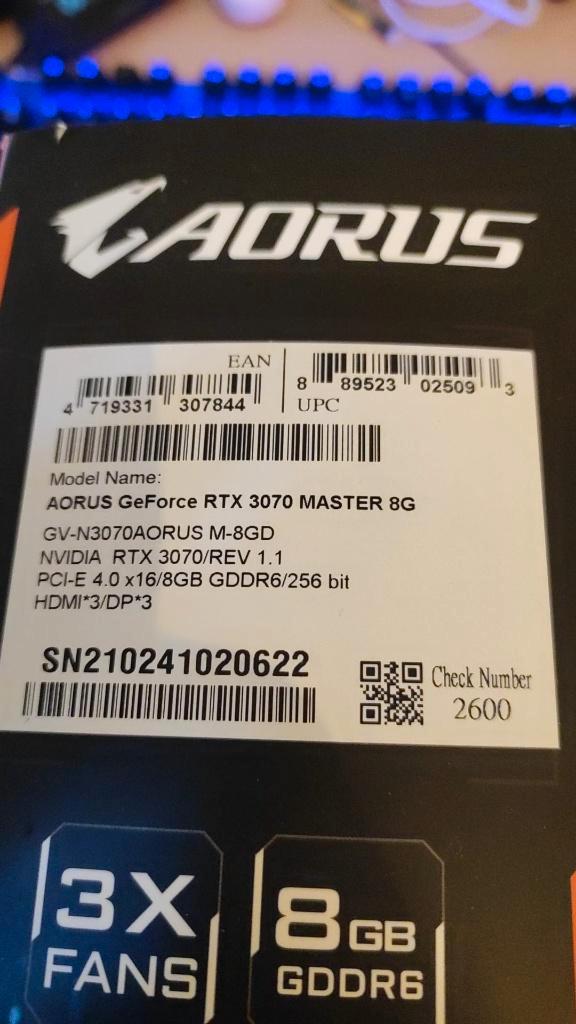 AORUS
EAN
4 719331 307844
8 89523 02509 3
UPC
Model Name:
AORUS GeForce RTX 3070 MASTER 8G
GV-N3070AORUS M-8GD
NVIDIA RTX 3070/REV 1.1
PCI-E 4.0 x16/8GB GDDR6/256 bit
HDMI*3/DP*3
SN210241020622
Check Number
2600
3X
FANS
8GB
GDDR6